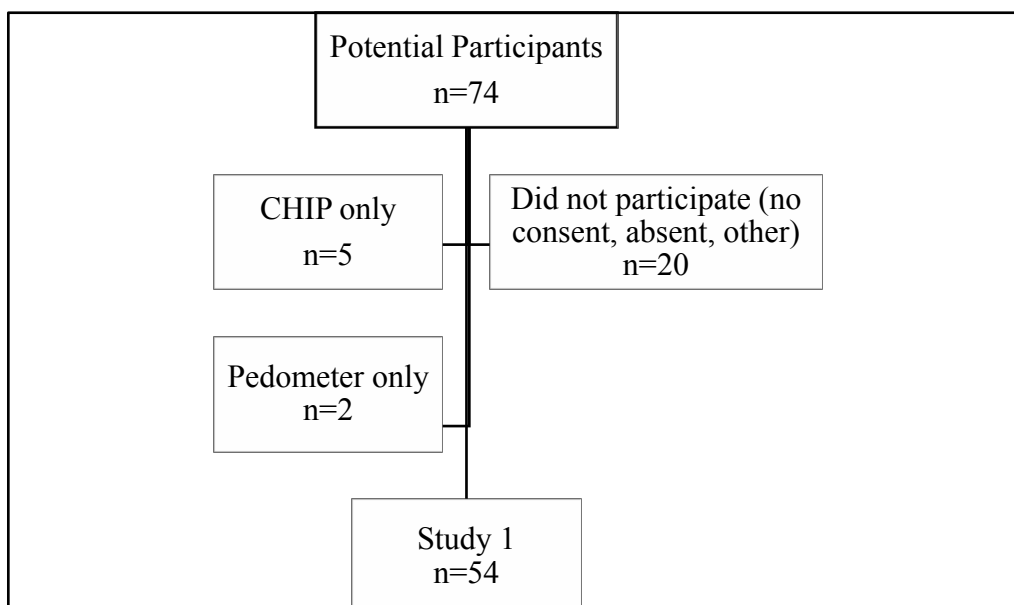 Potential Participants
n=74
CHIP only
n=5
Did not participate (no
consent, absent, other)
n=20
Pedometer only
n=2
Study 1
n=54